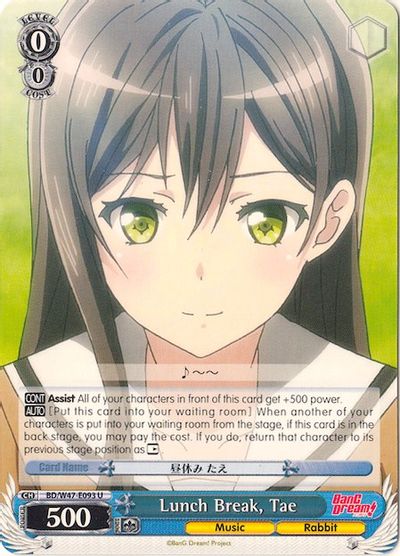 LEVEL
0
0
COST
♪～～
CONT Assist All of your characters in front of this card get +500 power.
AUTO [Put this card into your waiting room] When another of your
characters is put into your waiting room from the stage, if this card is in the
back stage, you may pay the cost. If you do, return that character to its
previous stage position as
Card Name 昼休み たえ
CH BD/W47-E093 U
Lunch Break, Tae
BanG Dream!
POWER
500
Music Rabbit
©BanG Dream! Project